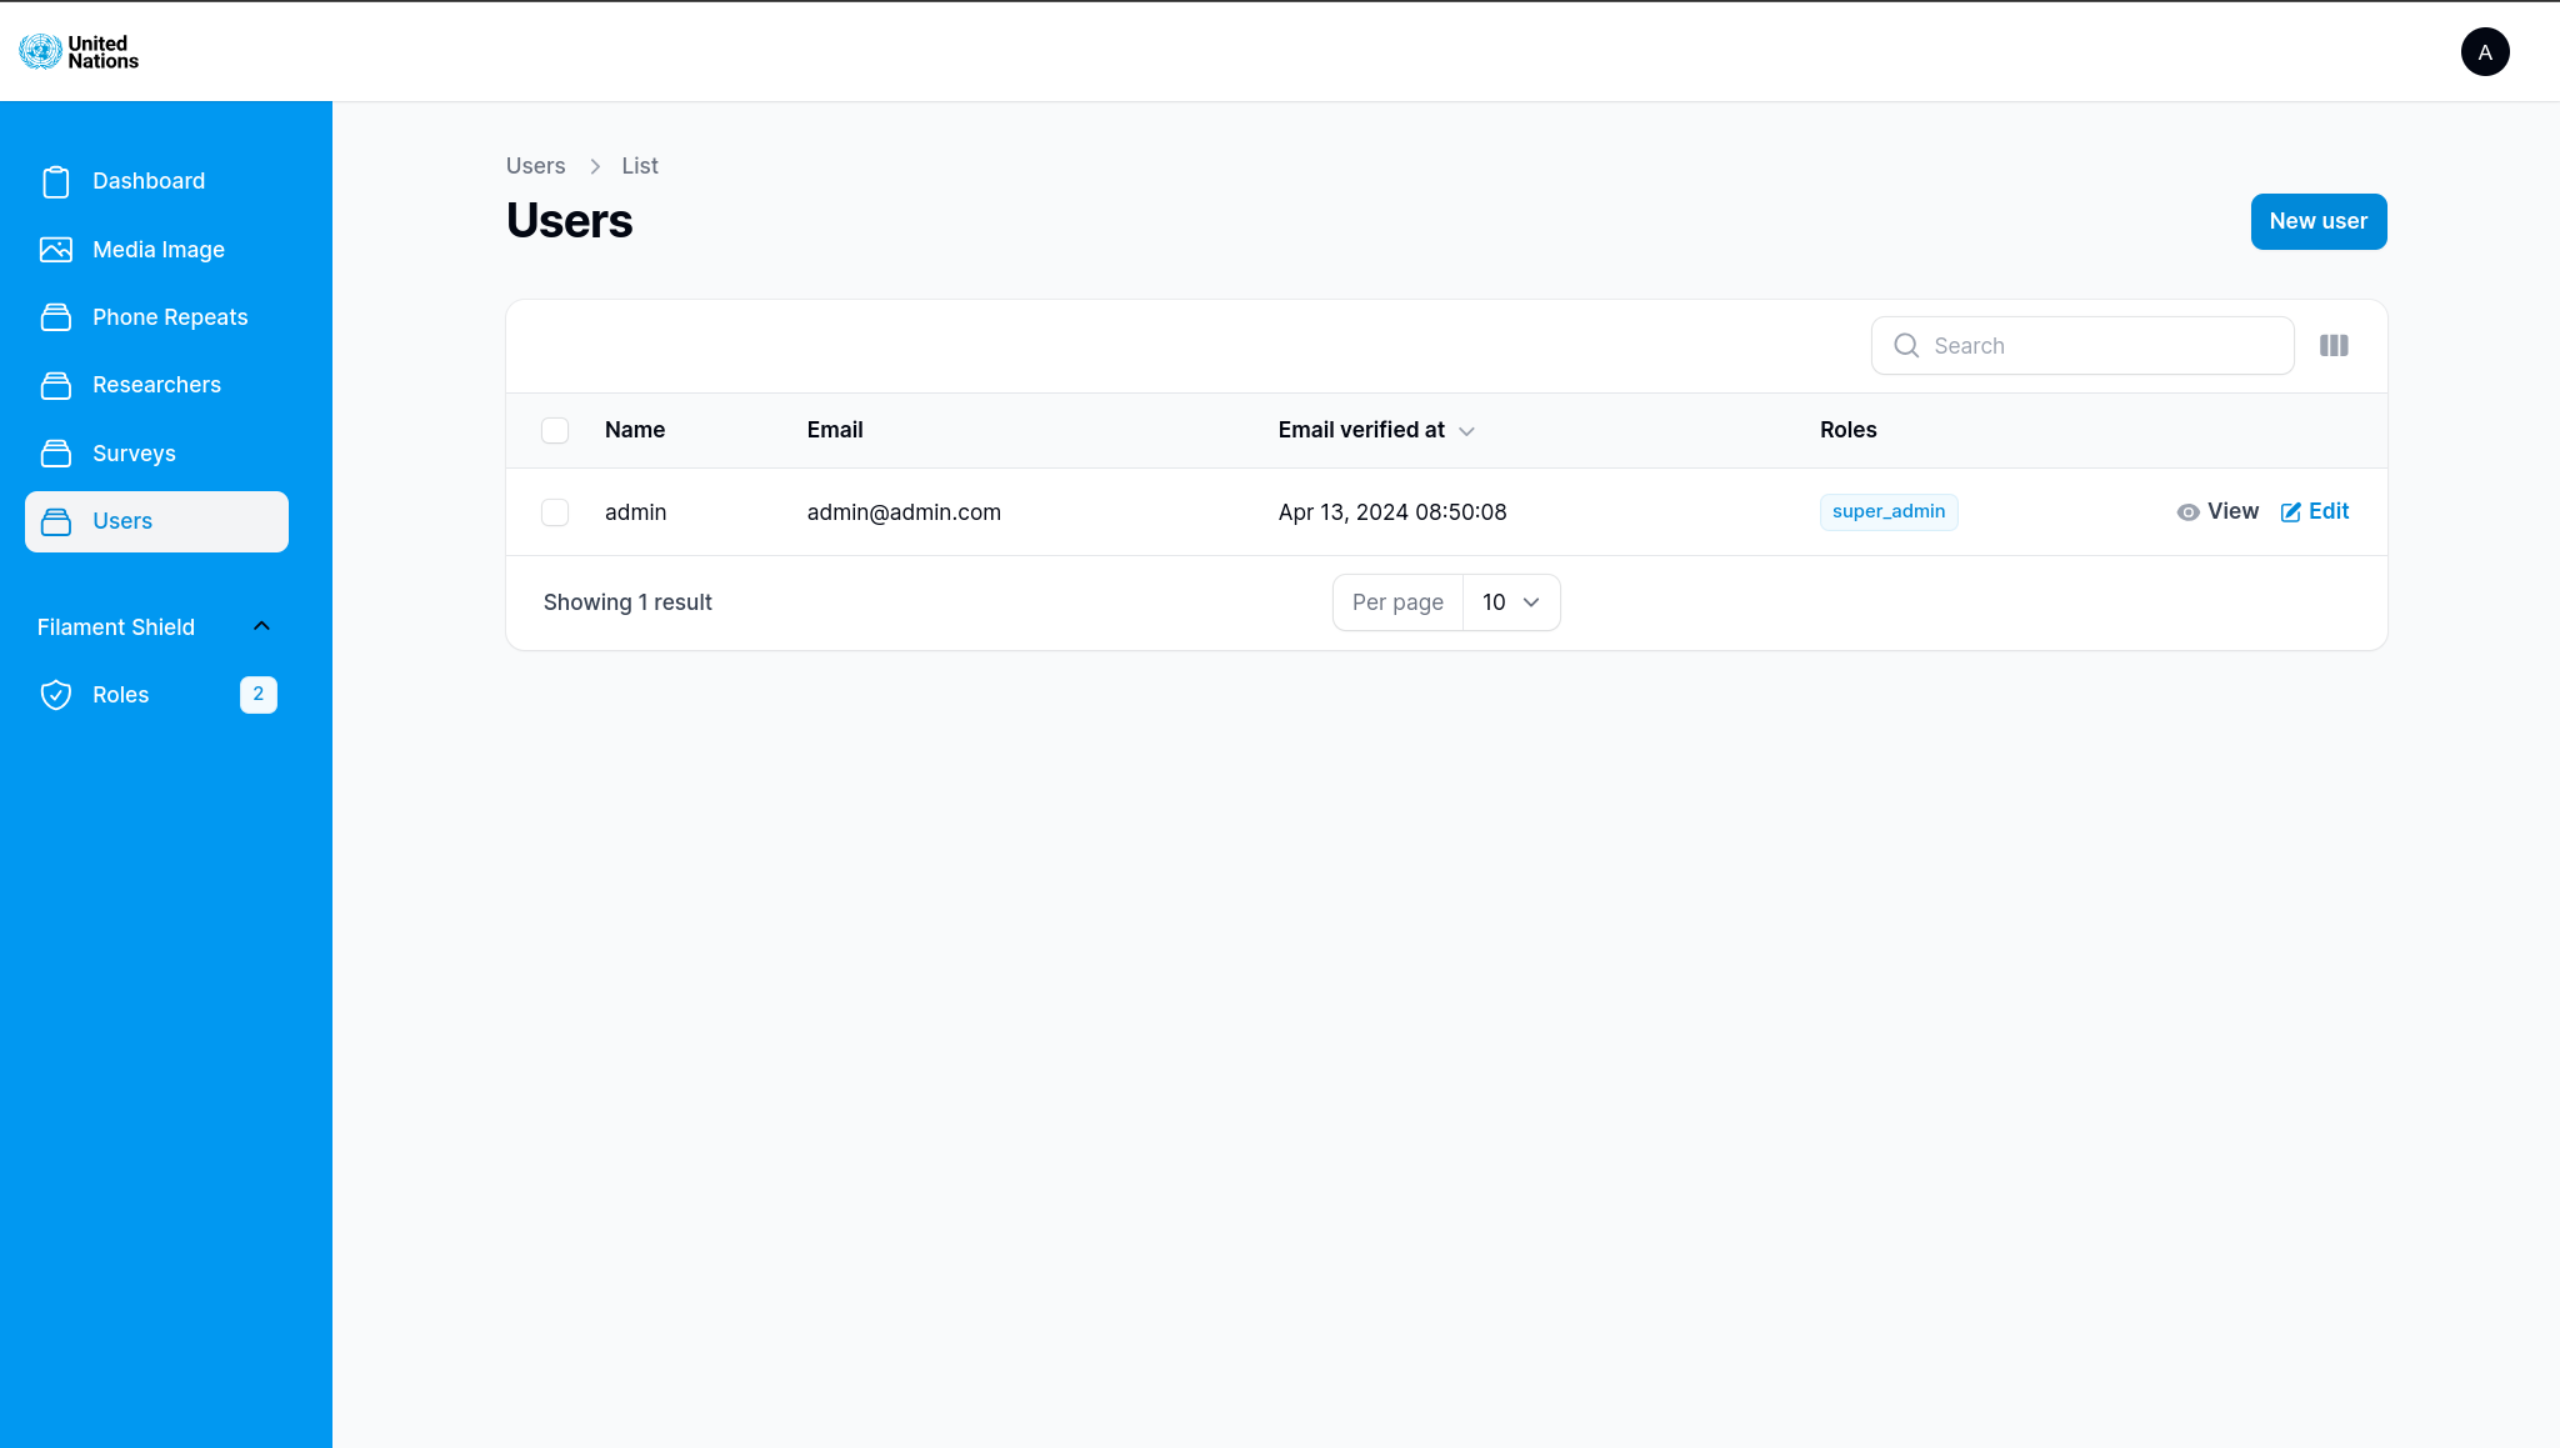 United
Nations
A
Dashboard
Media Image
Phone Repeats
Researchers
Surveys
Users
Filament Shield
Roles 2
Users > List
Users
New user
Search
Name Email Email verified at Roles
admin admin@admin.com Apr 13, 2024 08:50:08 super_admin View Edit
Showing 1 result Per page 10